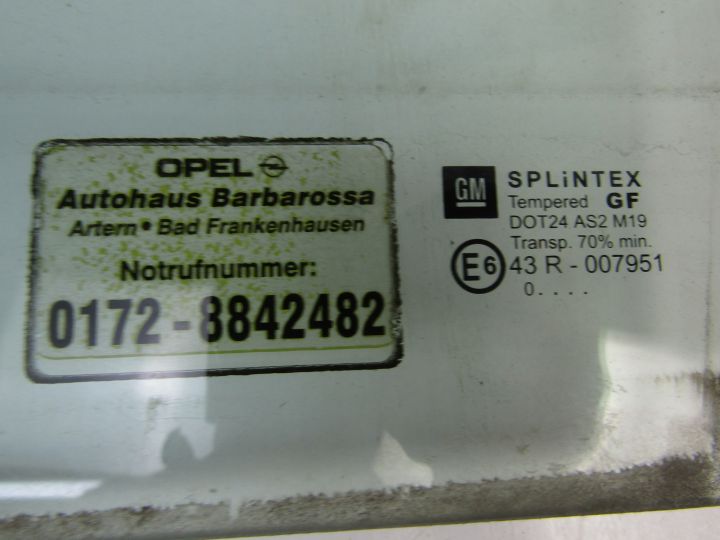 OPEL
Autohaus Barbarossa
Artern • Bad Frankenhausen
Notrufnummer:
0172 - 8842482
GM
SPLiNTEX
Tempered GF
DOT24 AS2 M19
Transp. 70% min.
E6 43 R - 007951
0....